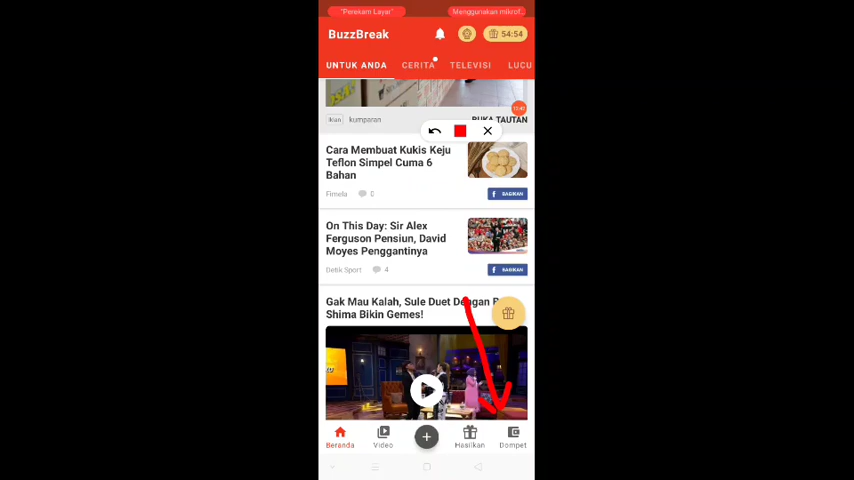 "Perekam Layar"
Menggunakan mikrof..
BuzzBreak
54:54
UNTUK ANDA
CERITA
TELEVISI
LUCU
Iklan
kumparan
BUKA TAUTAN
Cara Membuat Kukis Keju
Teflon Simpel Cuma 6
Bahan
Fimela
0
BAGIKAN
On This Day: Sir Alex
Ferguson Pensiun, David
Moyes Penggantinya
Detik Sport
4
BAGIKAN
Gak Mau Kalah, Sule Duet Dengan
Shima Bikin Gemes!
Beranda
Video
Hasilkan
Dompet